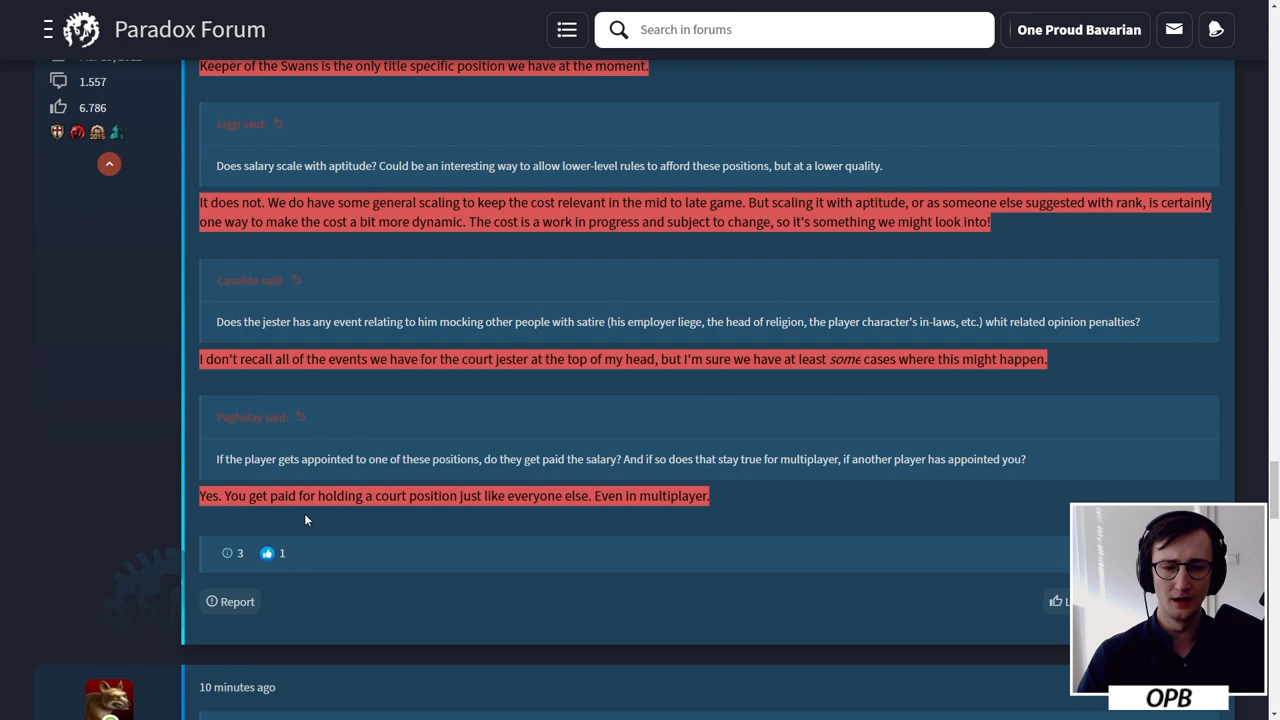 Paradox Forum
Search in forums
One Proud Bavarian
1.557
6.786
2015
Keeper of the Swans is the only title specific position we have at the moment.
Liggi said:
Does salary scale with aptitude? Could be an interesting way to allow lower-level rules to afford these positions, but at a lower quality.
It does not. We do have some general scaling to keep the cost relevant in the mid to late game. But scaling it with aptitude, or as someone else suggested with rank, is certainly
one way to make the cost a bit more dynamic. The cost is a work in progress and subject to change, so it's something we might look into!
Cassilda said:
Does the jester has any event relating to him mocking other people with satire (his employer liege, the head of religion, the player character's in-laws, etc.) whit related opinion penalties?
I don't recall all of the events we have for the court jester at the top of my head, but I'm sure we have at least some cases where this might happen.
Paghalay said:
If the player gets appointed to one of these positions, do they get paid the salary? And if so does that stay true for multiplayer, if another player has appointed you?
Yes. You get paid for holding a court position just like everyone else. Even in multiplayer.
3 1
Report
10 minutes ago
OPB